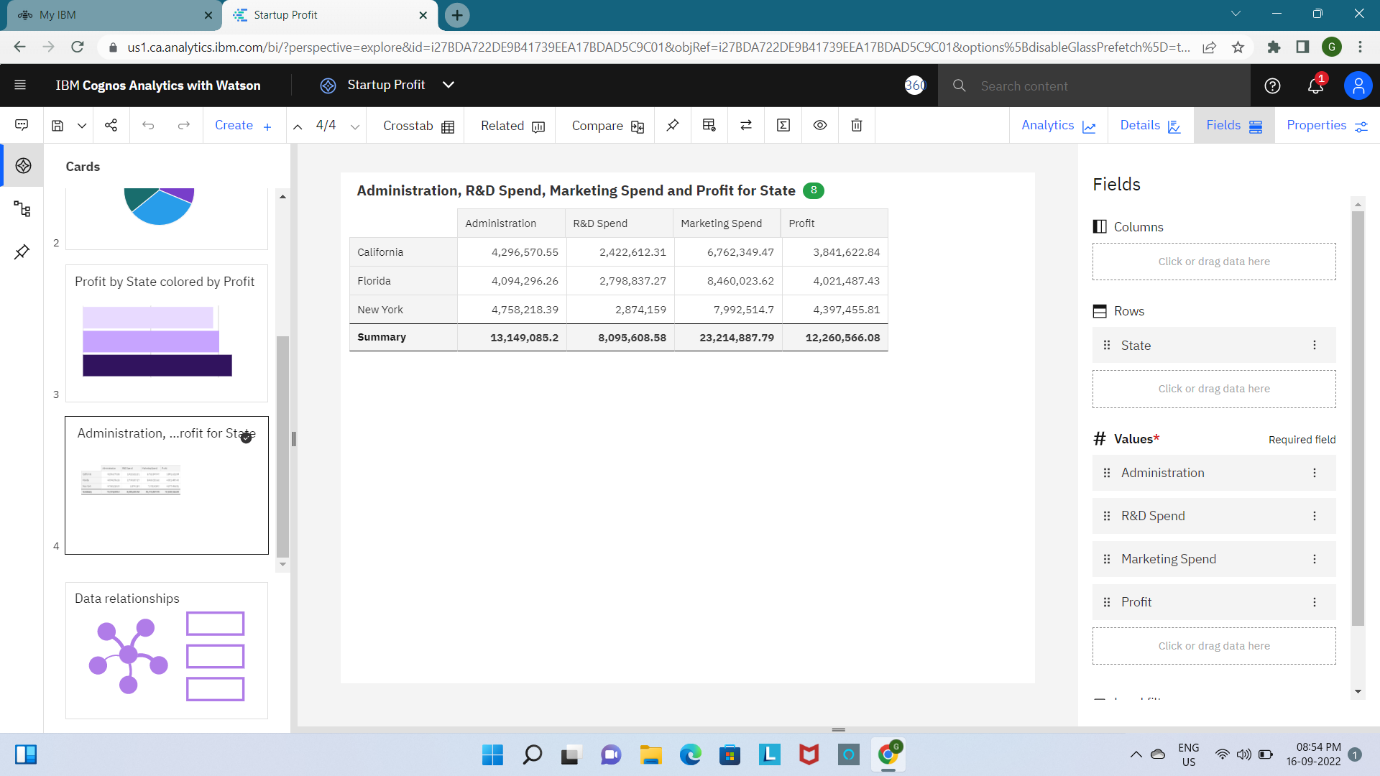 My IBM
Startup Profit
us1.ca.analytics.ibm.com/bi/?perspective=explore&id=i27BDA722DE9B41739EEA17BDAD5C9C01&objRef=i27BDA722DE9B41739EEA17BDAD5C9C01&options%5BdisableGlassPrefetch%5D=t...
G
IBM Cognos Analytics with Watson
Startup Profit
360
Search content
1
Create +
4/4
Crosstab
Related
Compare
Analytics
Details
Fields
Properties
Cards
2
Profit by State colored by Profit
3
Administration, ...rofit for State
4
Data relationships
Administration, R&D Spend, Marketing Spend and Profit for State 8
Administration R&D Spend Marketing Spend Profit
California 4,296,570.55 2,422,612.31 6,762,349.47 3,841,622.84
Florida 4,094,296.26 2,798,837.27 8,460,023.62 4,021,487.43
New York 4,758,218.39 2,874,159 7,992,514.7 4,397,455.81
Summary 13,149,085.2 8,095,608.58 23,214,887.79 12,260,566.08
Fields
Columns
Click or drag data here
Rows
State
Click or drag data here
# Values* Required field
Administration
R&D Spend
Marketing Spend
Profit
Click or drag data here
L
G
ENG
US
08:54 PM
16-09-2022
1